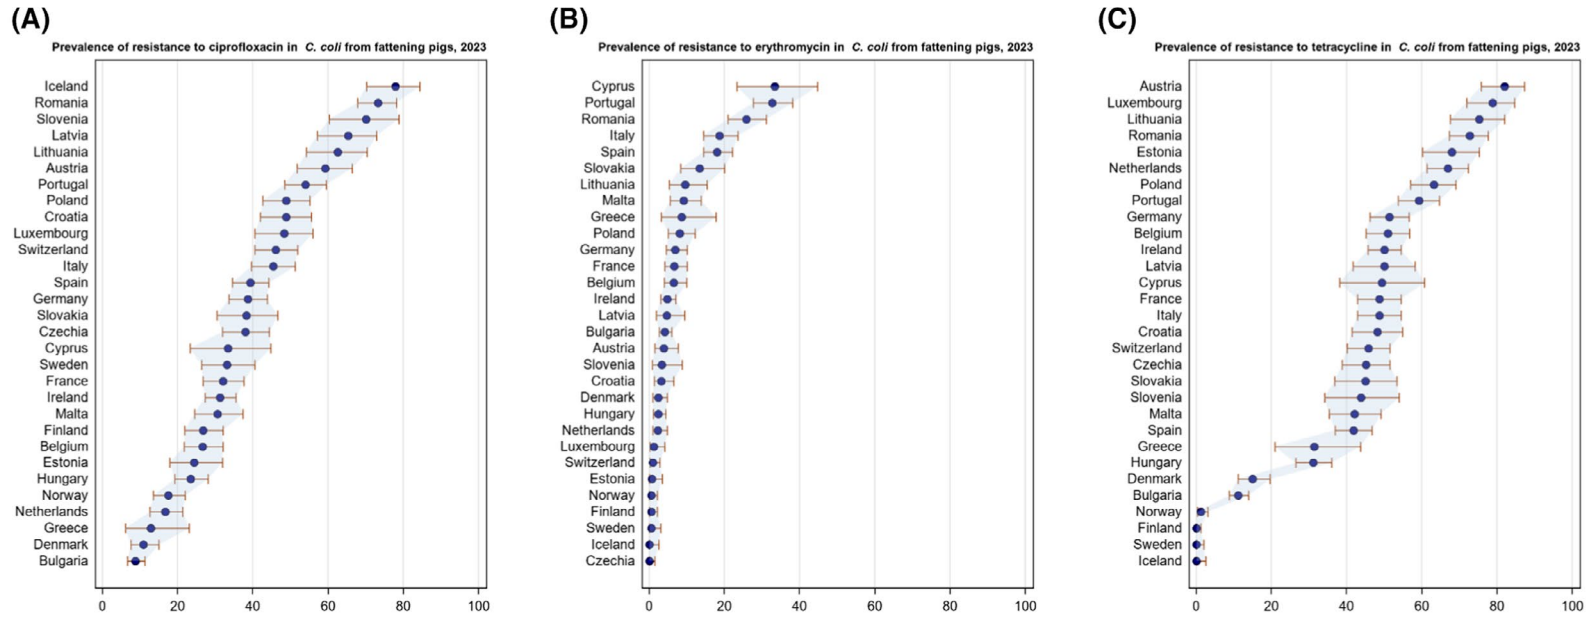 (A)
Prevalence of resistance to ciprofloxacin in C. coli from fattening pigs, 2023
Iceland
Romania
Slovenia
Latvia
Lithuania
Austria
Portugal
Poland
Croatia
Luxembourg
Switzerland
Italy
Spain
Germany
Slovakia
Czechia
Cyprus
Sweden
France
Ireland
Malta
Finland
Belgium
Estonia
Hungary
Norway
Netherlands
Greece
Denmark
Bulgaria
0 20 40 60 80 100
(B)
Prevalence of resistance to erythromycin in C. coli from fattening pigs, 2023
Cyprus
Portugal
Romania
Italy
Spain
Slovakia
Lithuania
Malta
Greece
Poland
Germany
France
Belgium
Ireland
Latvia
Bulgaria
Austria
Slovenia
Croatia
Denmark
Hungary
Netherlands
Luxembourg
Switzerland
Estonia
Norway
Finland
Sweden
Iceland
Czechia
0 20 40 60 80 100
(C)
Prevalence of resistance to tetracycline in C. coli from fattening pigs, 2023
Austria
Luxembourg
Lithuania
Romania
Estonia
Netherlands
Poland
Portugal
Germany
Belgium
Ireland
Latvia
Cyprus
France
Italy
Croatia
Switzerland
Czechia
Slovakia
Slovenia
Malta
Spain
Greece
Hungary
Denmark
Bulgaria
Norway
Finland
Sweden
Iceland
0 20 40 60 80 100